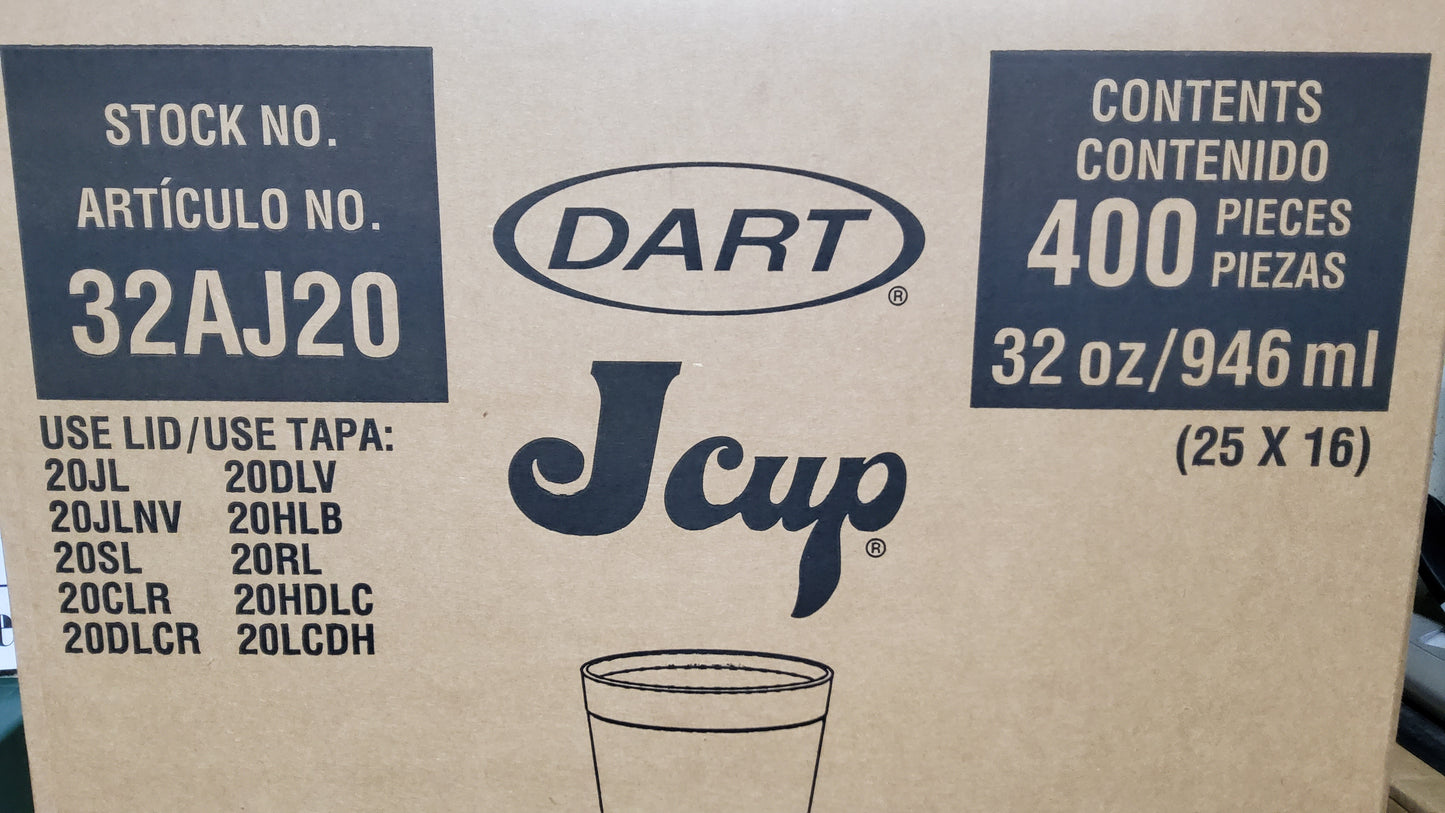 STOCK NO.
ARTÍCULO NO.
32AJ20
USE LID/USE TAPA:
20JL 20DLV
20JLNV 20HLB
20SL 20RL
20CLR 20HDLC
20DLCR 20LCDH
DART
®
J cup
®
CONTENTS
CONTENIDO
400 PIECES
PIEZAS
32 oz/946 ml
(25 X 16)